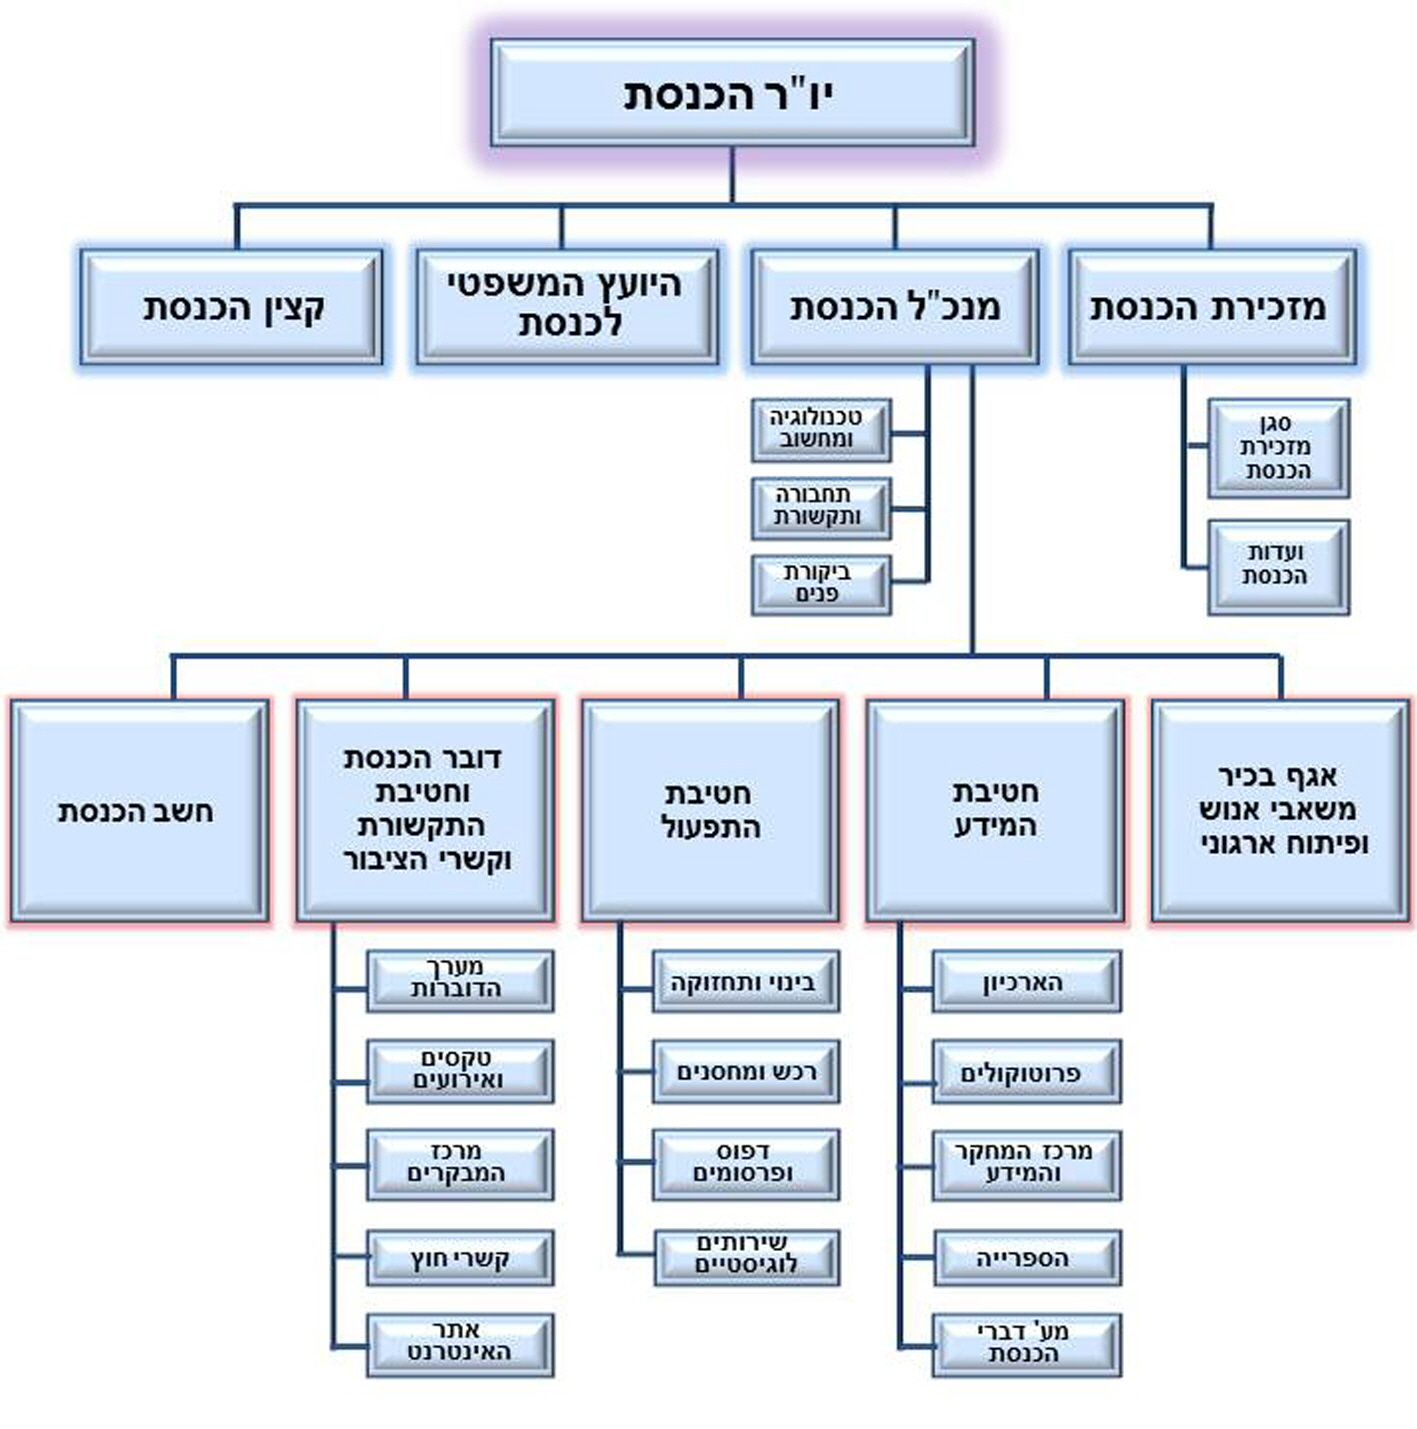 יו"ר הכנסת
מזכירת הכנסת
מנכ"ל הכנסת
היועץ המשפטי
לכנסת
קצין הכנסת
סגן
מזכירת
הכנסת
ועדות
הכנסת
טכנולוגיה
ומחשוב
תחבורה
ותקשורת
ביקורת
פנים
אגף בכיר
משאבי אנוש
ופיתוח ארגוני
חטיבת
המידע
חטיבת
התפעול
דובר הכנסת
וחטיבת
התקשורת
וקשרי הציבור
חשב הכנסת
הארכיון
פרוטוקולים
מרכז המחקר
והמידע
הספרייה
מע' דברי
הכנסת
בינוי ותחזוקה
רכש ומחסנים
דפוס
ופרסומים
שירותים
לוגיסטיים
מערך
הדוברות
טקסים
ואירועים
מרכז
המבקרים
קשרי חוץ
אתר
האינטרנט